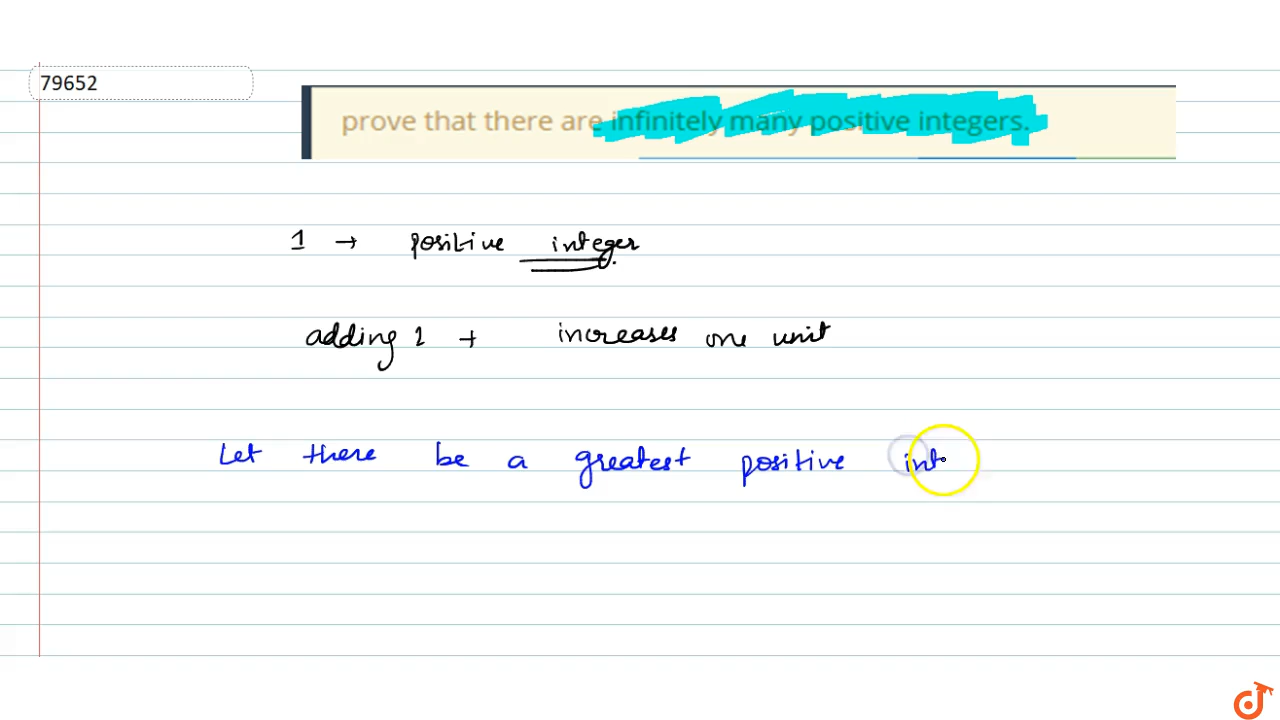 79652
prove that there are infinitely many positive integers.
1 → positive integer.
adding 1 + increases one unit
Let there be a greatest positive int